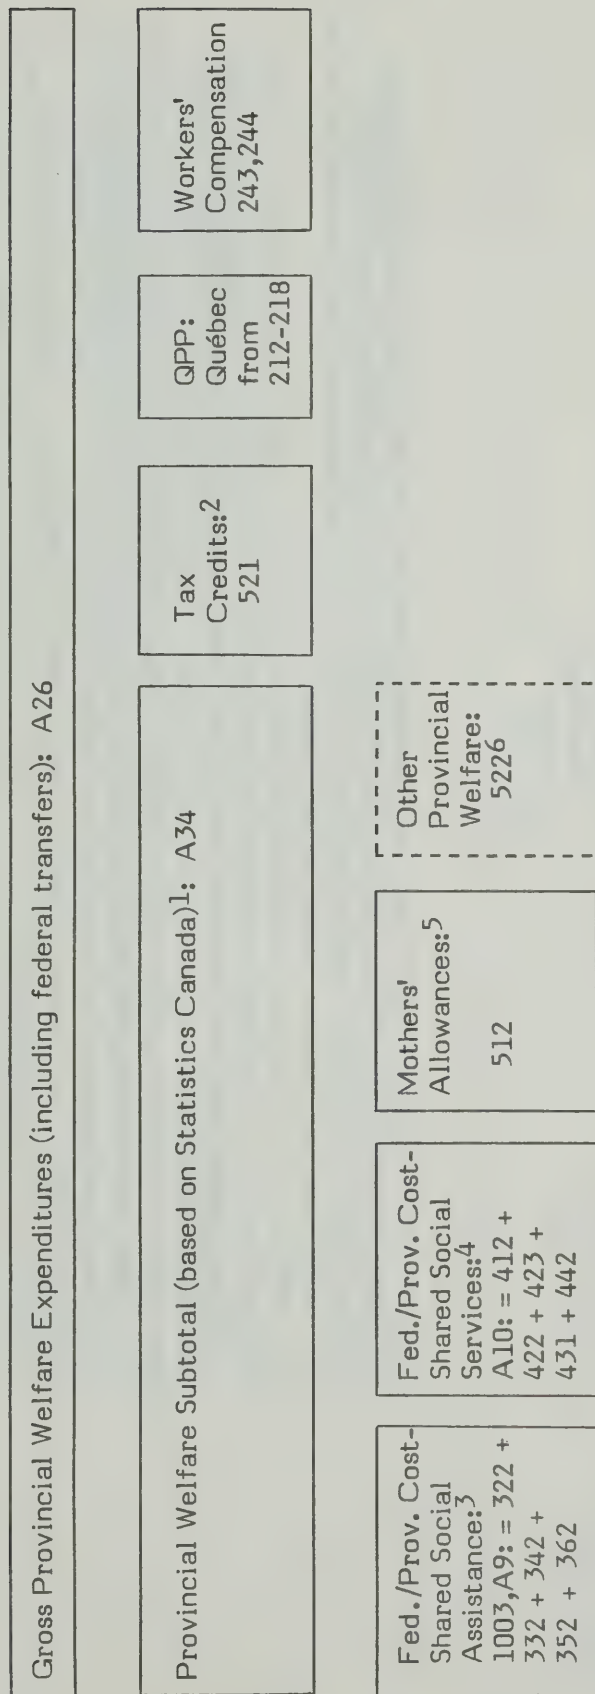 Gross Provincial Welfare Expenditures (including federal transfers): A26
Provincial Welfare Subtotal (based on Statistics Canada)1: A34
Tax
Credits:2
521
QPP:
Québec
from
212-218
Workers'
Compensation
243,244
Fed./Prov. Cost-
Shared Social
Assistance:3
1003,A9: = 322 +
332 + 342 +
352 + 362
Fed./Prov. Cost-
Shared Social
Services:4
A10: = 412 +
422 + 423 +
431 + 442
Mothers'
Allowances:5
512
Other
Provincial
Welfare:
5226